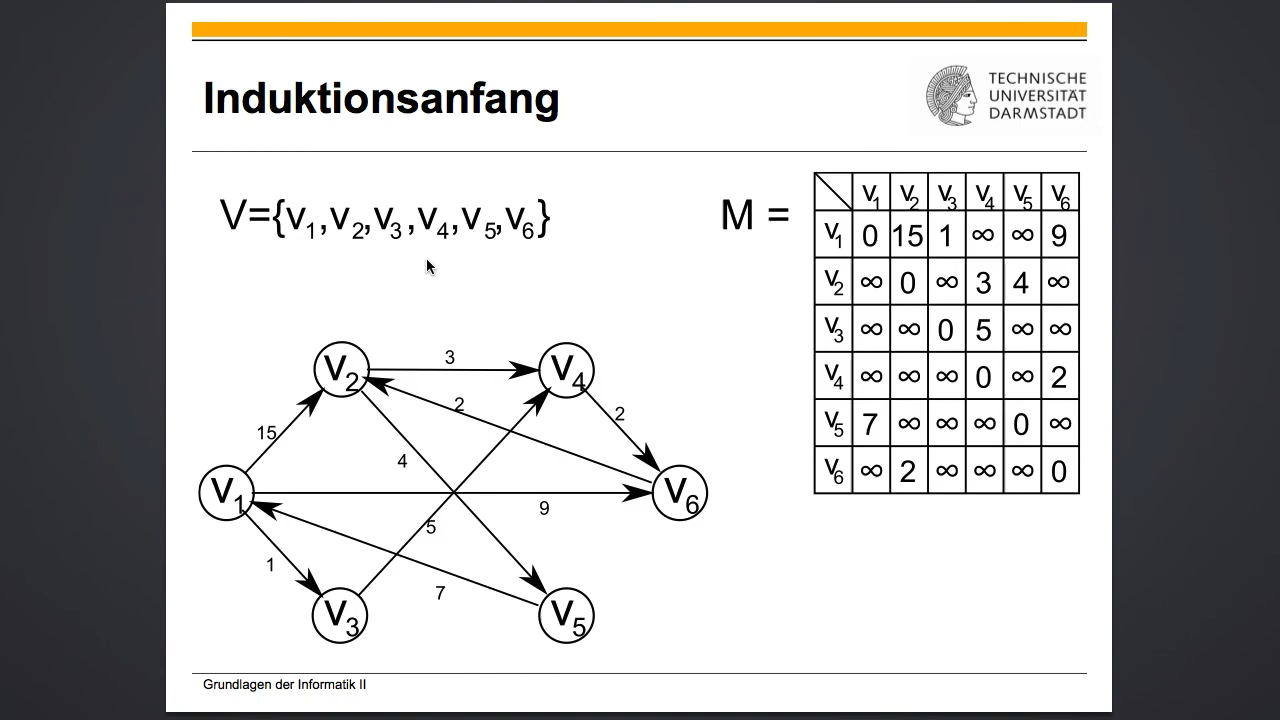 Induktionsanfang
TECHNISCHE
UNIVERSITÄT
DARMSTADT
V={v₁,v₂,v₃,v₄,v₅,v₆}
M =
v₁ v₂ v₃ v₄ v₅ v₆
v₁ 0 15 1 ∞ ∞ 9
v₂ ∞ 0 ∞ 3 4 ∞
v₃ ∞ ∞ 0 5 ∞ ∞
v₄ ∞ ∞ ∞ 0 ∞ 2
v₅ 7 ∞ ∞ ∞ 0 ∞
v₆ ∞ 2 ∞ ∞ ∞ 0
3
v₂
v₄
2
2
15
4
v₁
v₆
9
5
1
7
v₃
v₅
Grundlagen der Informatik II